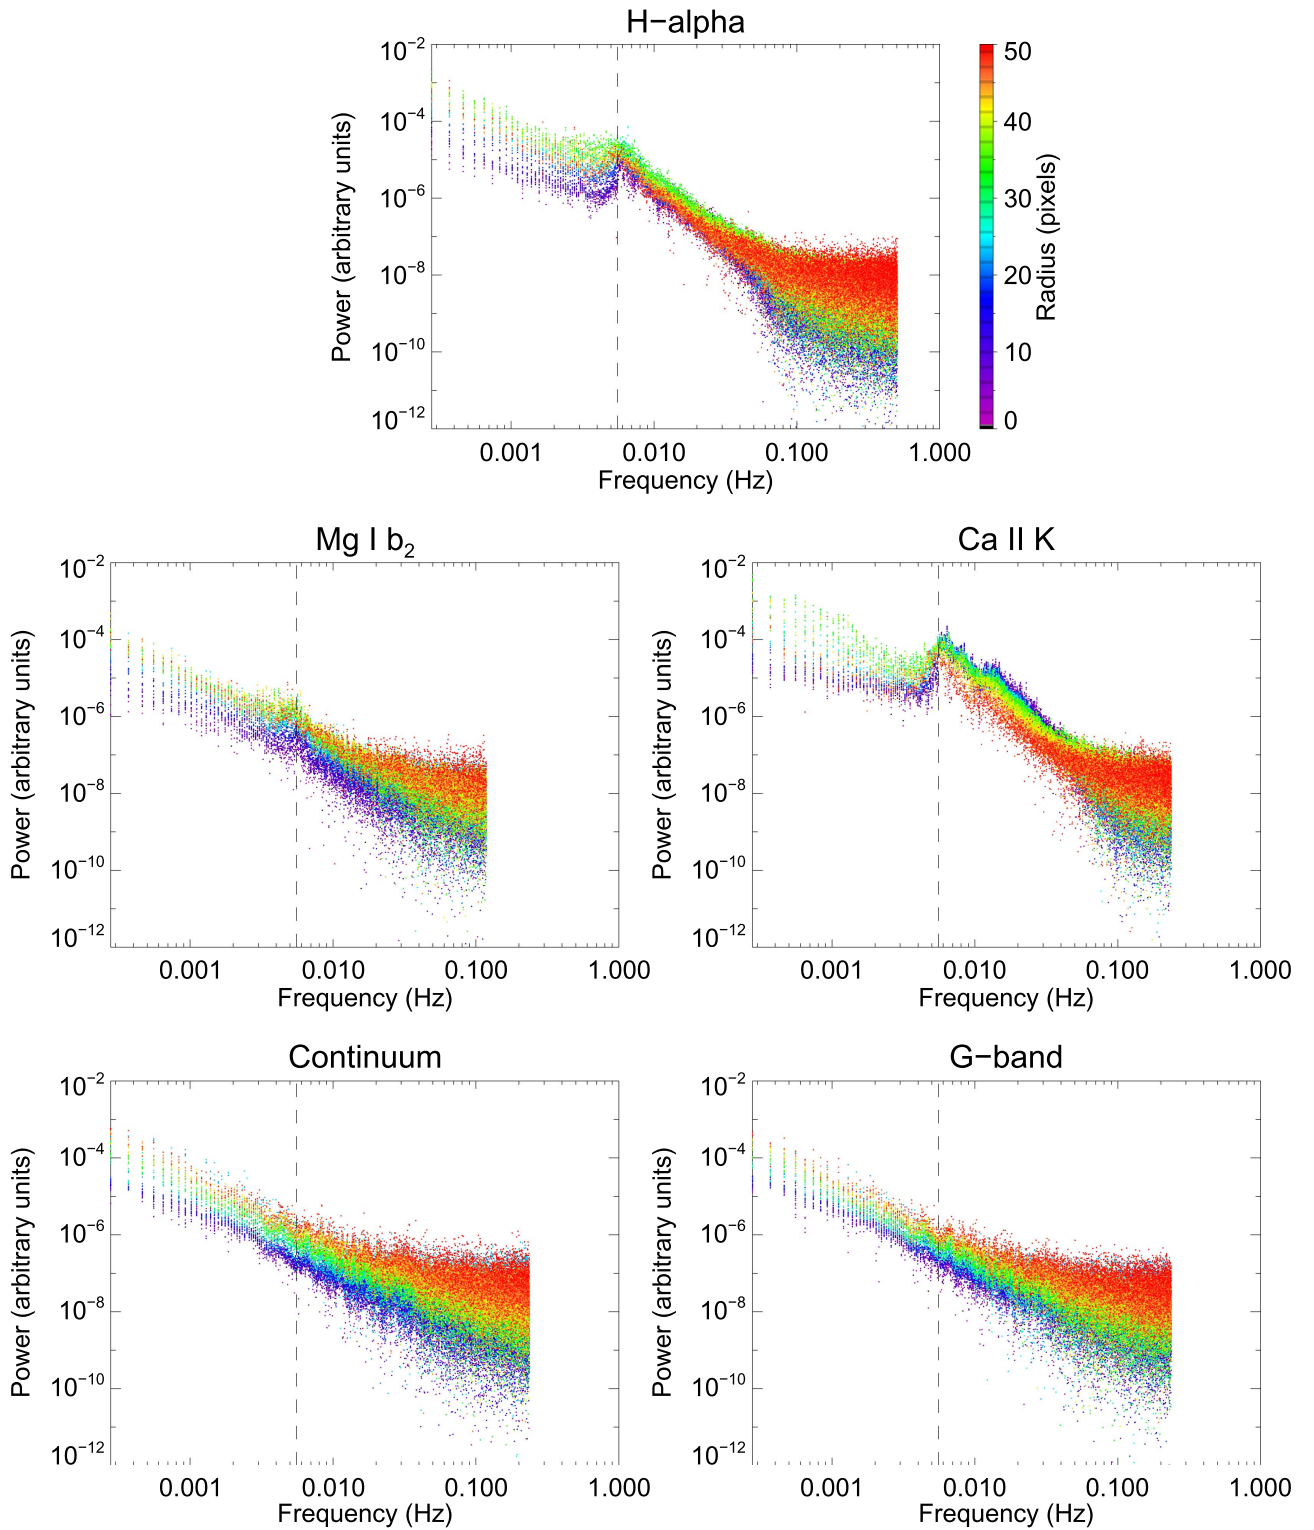 H−alpha
10−2
10−4
10−6
10−8
10−10
10−12
Power (arbitrary units)
0.001 0.010 0.100 1.000
Frequency (Hz)
50
40
30
20
10
0
Radius (pixels)
Mg I b2
10−2
10−4
10−6
10−8
10−10
10−12
Power (arbitrary units)
0.001 0.010 0.100 1.000
Frequency (Hz)
Ca II K
10−2
10−4
10−6
10−8
10−10
10−12
Power (arbitrary units)
0.001 0.010 0.100 1.000
Frequency (Hz)
Continuum
10−2
10−4
10−6
10−8
10−10
10−12
Power (arbitrary units)
0.001 0.010 0.100 1.000
Frequency (Hz)
G−band
10−2
10−4
10−6
10−8
10−10
10−12
Power (arbitrary units)
0.001 0.010 0.100 1.000
Frequency (Hz)